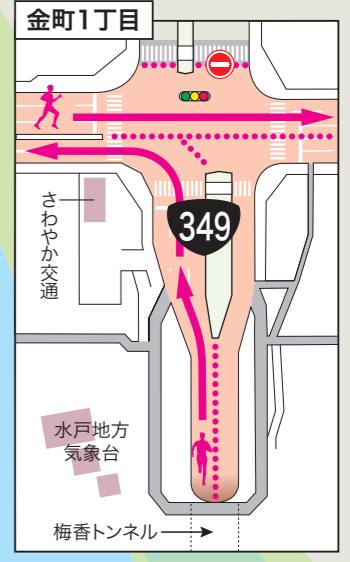 金町1丁目
349
さわやか交通
水戸地方
気象台
梅香トンネル